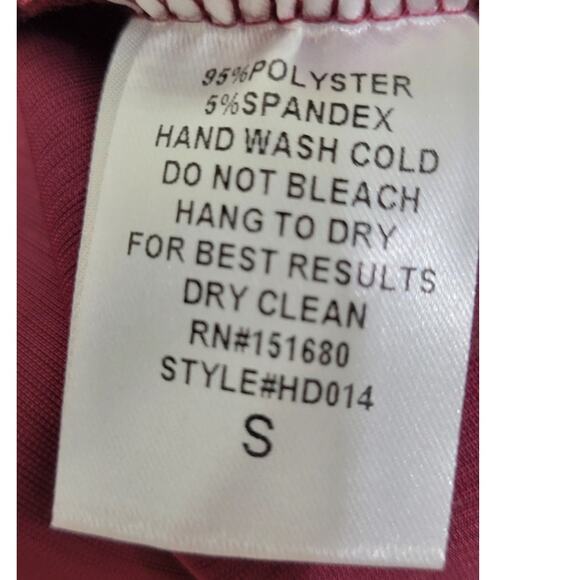 95%POLYSTER
5%SPANDEX
HAND WASH COLD
DO NOT BLEACH
HANG TO DRY
FOR BEST RESULTS
DRY CLEAN
RN#151680
STYLE#HD014
S